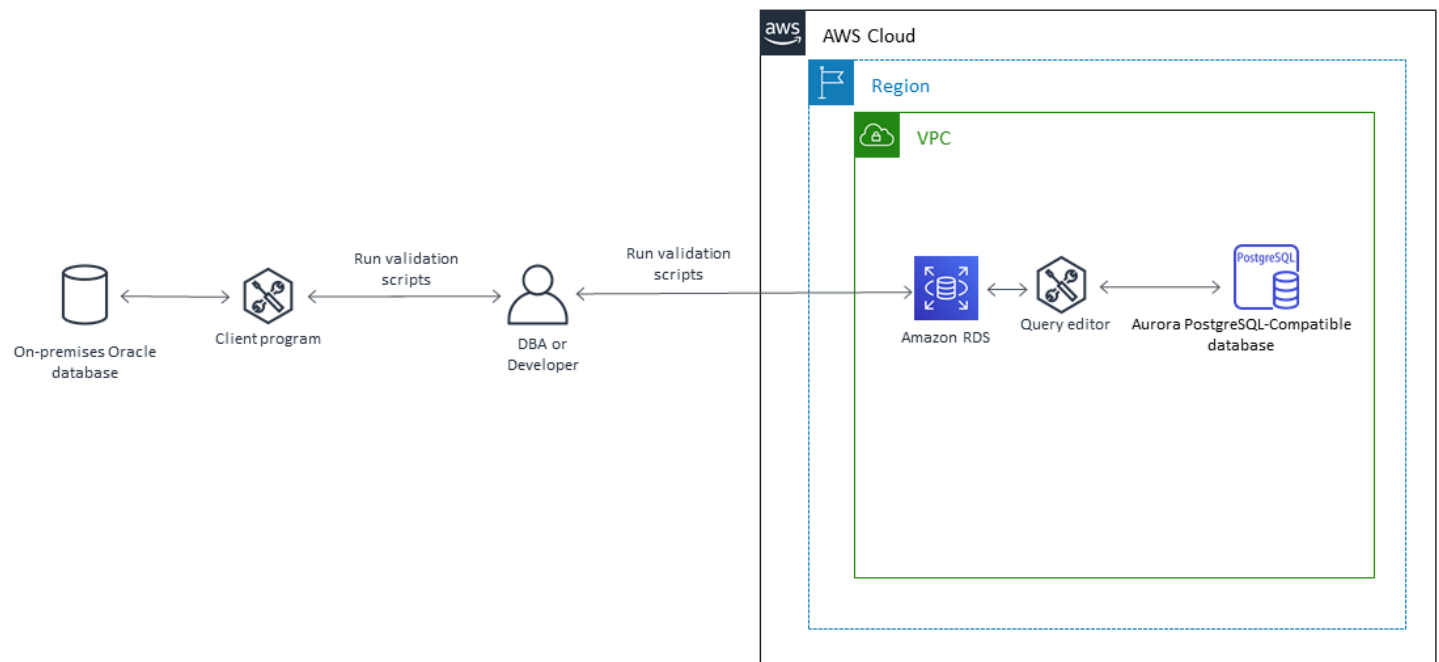 aws
AWS Cloud
Region
VPC
Run validation
scripts
Run validation
scripts
PostgreSQL
On-premises Oracle
database
Client program
DBA or
Developer
Amazon RDS
Query editor
Aurora PostgreSQL-Compatible
database